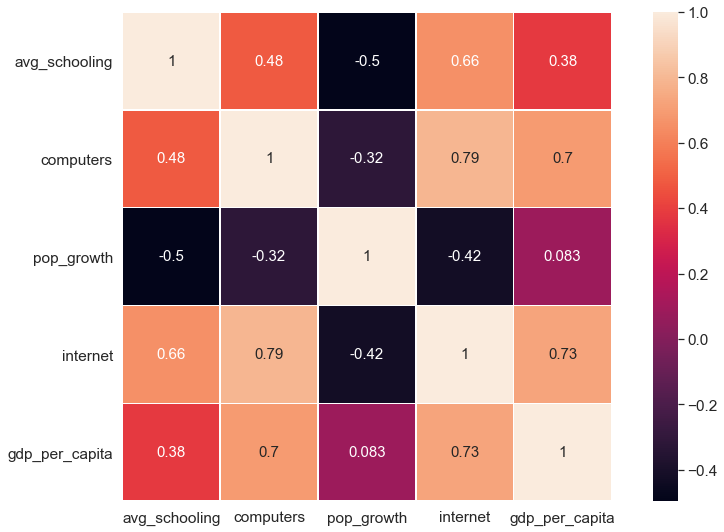 avg_schooling 1 0.48 -0.5 0.66 0.38
computers 0.48 1 -0.32 0.79 0.7
pop_growth -0.5 -0.32 1 -0.42 0.083
internet 0.66 0.79 -0.42 1 0.73
gdp_per_capita 0.38 0.7 0.083 0.73 1
avg_schooling computers pop_growth internet gdp_per_capita
1.0
0.8
0.6
0.4
0.2
0.0
−0.2
−0.4